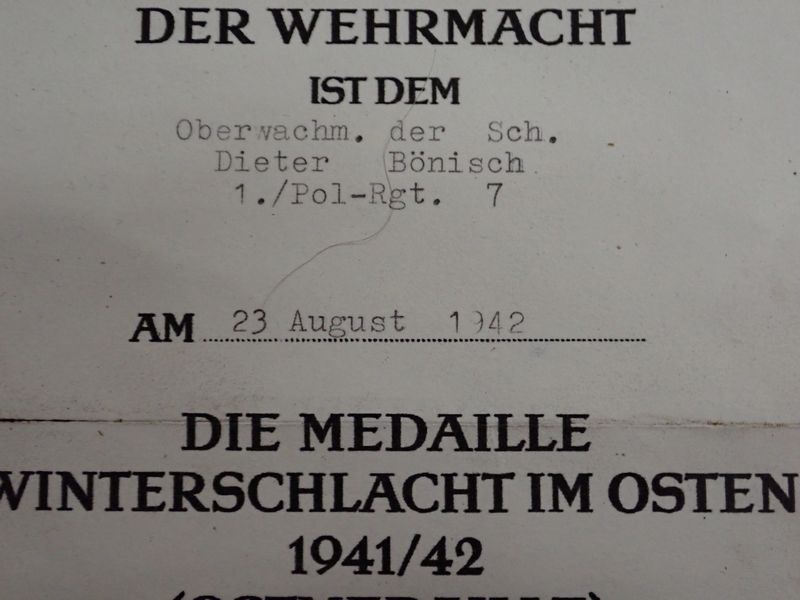 DER WEHRMACHT
IST DEM
Oberwachm. der Sch.
Dieter Bönisch
1./Pol-Rgt. 7
AM 23 August 1942
DIE MEDAILLE
WINTERSCHLACHT IM OSTEN
1941/42
(OSTMEDAILLE)